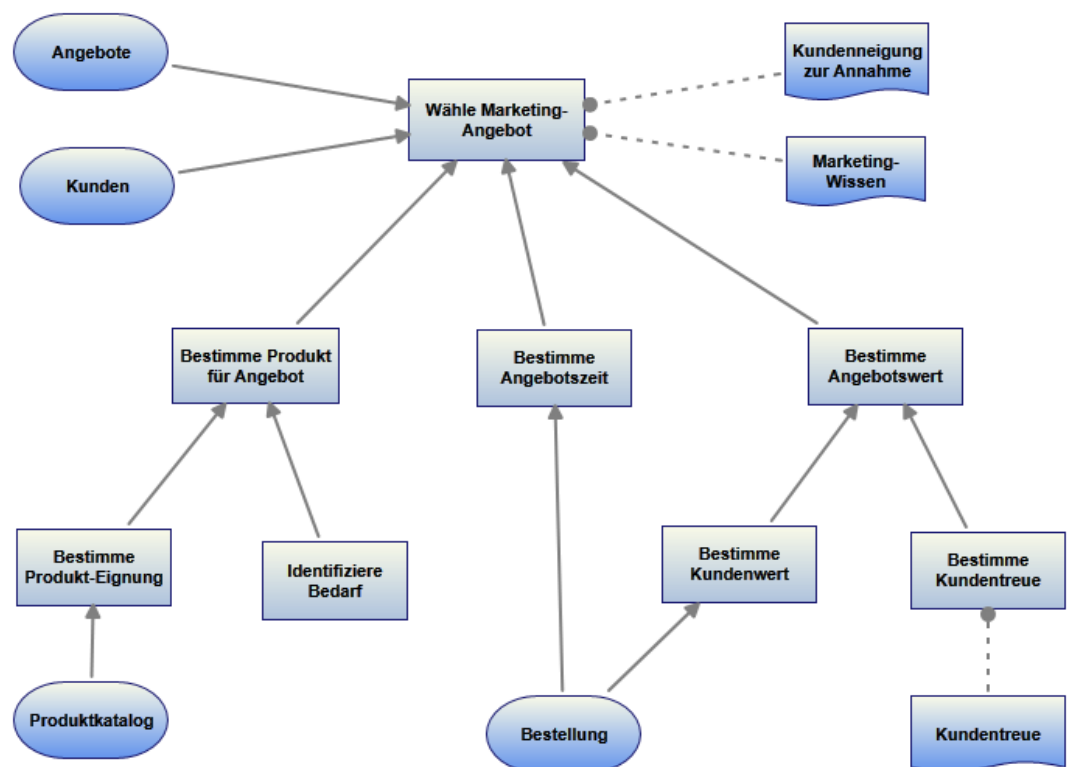 Angebote
Kundenneigung
zur Annahme
Wähle Marketing-
Angebot
Kunden
Marketing-
Wissen
Bestimme Produkt
für Angebot
Bestimme
Angebotszeit
Bestimme
Angebotswert
Bestimme
Produkt-Eignung
Identifiziere
Bedarf
Bestimme
Kundenwert
Bestimme
Kundentreue
Produktkatalog
Bestellung
Kundentreue